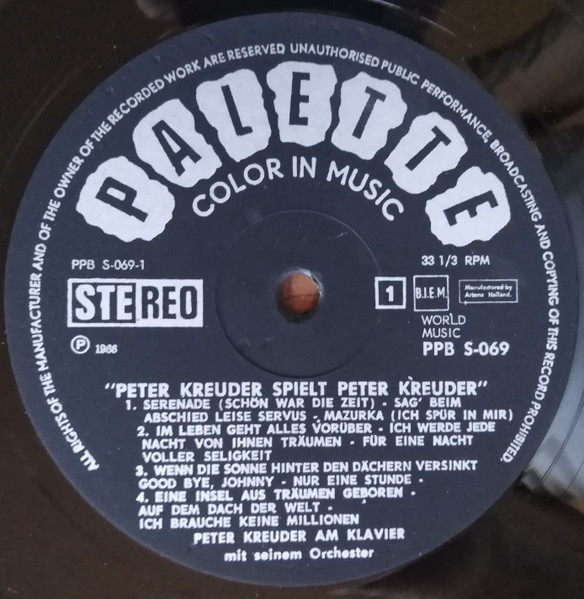 ALL RIGHTS OF THE MANUFACTURER AND OF THE OWNER OF THE RECORDED WORK ARE RESERVED UNAUTHORISED PUBLIC PERFORMANCE, BROADCASTING AND COPYING OF THIS RECORD PROHIBITED.
PALETTE
COLOR IN MUSIC
PPB S-069-1
33 1/3 RPM
STEREO
1
B.I.E.M.
Manufactured by
Artone Holland.
WORLD
MUSIC
PPB S-069
Ⓟ 1966
"PETER KREUDER SPIELT PETER KREUDER"
1. SERENADE (SCHÖN WAR DIE ZEIT) - SAG' BEIM
ABSCHIED LEISE SERVUS - MAZURKA (ICH SPÜR IN MIR)
2. IM LEBEN GEHT ALLES VORÜBER - ICH WERDE JEDE
NACHT VON IHNEN TRÄUMEN - FÜR EINE NACHT
VOLLER SELIGKEIT
3. WENN DIE SONNE HINTER DEN DÄCHERN VERSINKT
GOOD BYE, JOHNNY - NUR EINE STUNDE -
4. EINE INSEL AUS TRÄUMEN GEBOREN -
AUF DEM DACH DER WELT -
ICH BRAUCHE KEINE MILLIONEN
PETER KREUDER AM KLAVIER
mit seinem Orchester